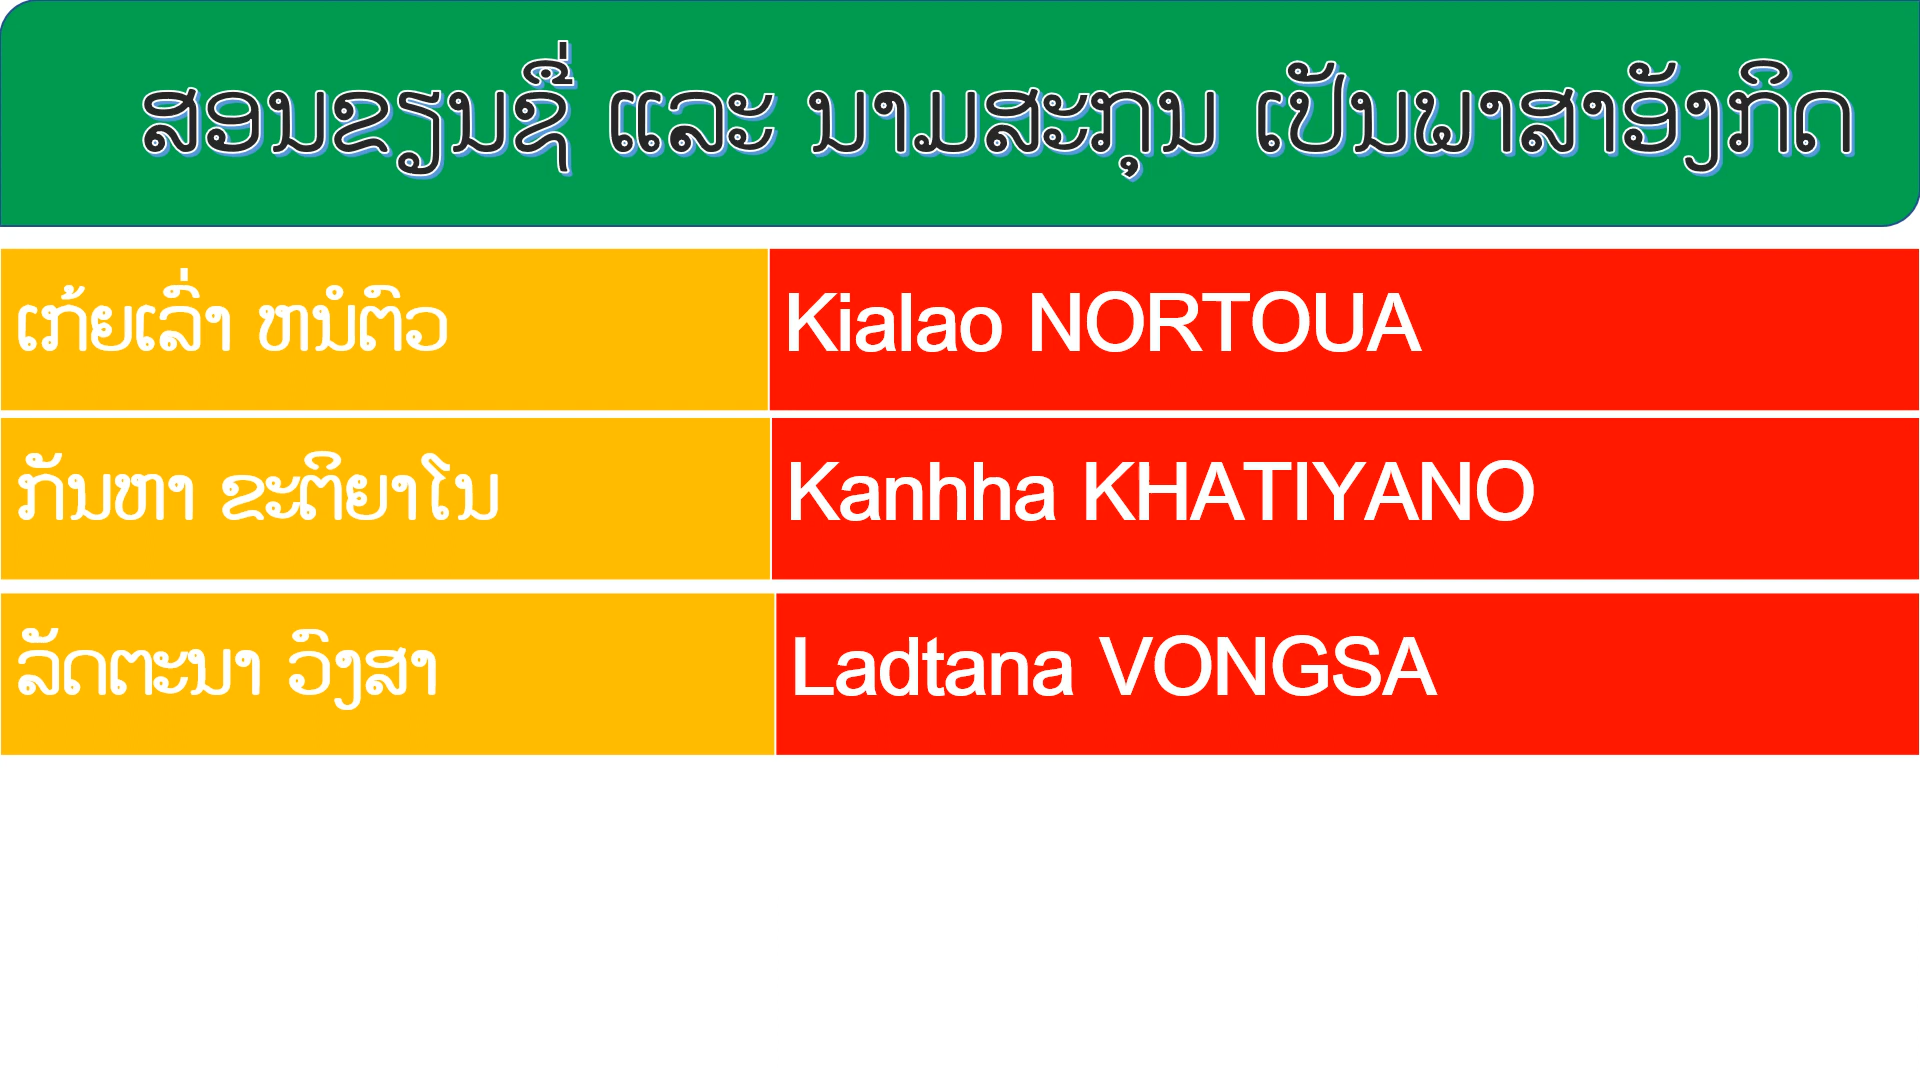 ສອນຂຽນຊື່ ແລະ ນາມສະກຸນ ເປັນພາສາອັງກິດ
ເກ້ຍເລົ່າ ຫນໍຕົວ Kialao NORTOUA
ກັນຫາ ຂະຕິຍາໂນ Kanhha KHATIYANO
ລັດຕະນາ ວົງສາ Ladtana VONGSA